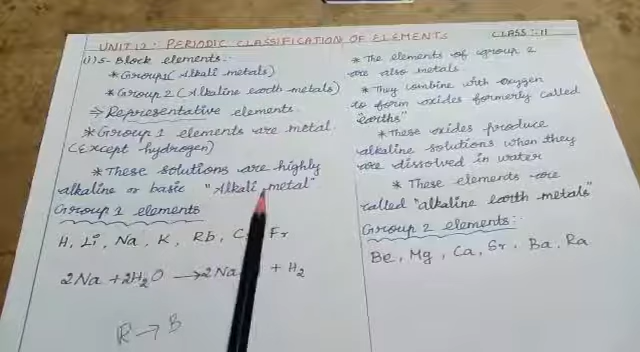 UNIT 12: PERIODIC CLASSIFICATION OF ELEMENTS
CLASS:-11
(i) S-Block elements:-
* Group1 (Alkali metals)
* Group 2 (Alkaline earth metals)
⇒ Representative elements.
* Group 1 elements are metal
(Except hydrogen)
* These solutions are highly
alkaline or basic "Alkali metal"
Group 1 elements
H, Li, Na, K, Rb, Fr
2Na + 2H₂O → 2Na + H₂
→ B
* The elements of group 2
are also metals.
* They combine with oxygen
to form oxides formerly called
"earths"
* These oxides produce
alkaline solutions when they
are dissolved in water
* These elements are
called "alkaline earth metals"
Group 2 elements:-
Be, Mg, Ca, Sr, Ba, Ra